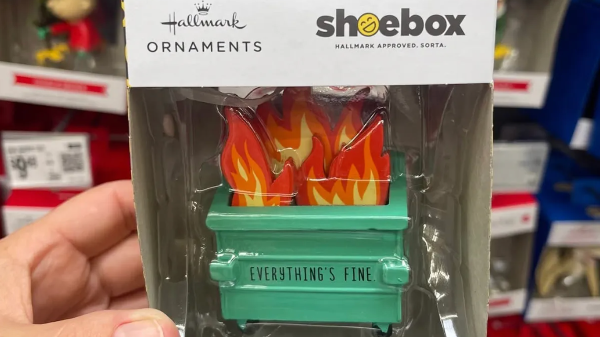 Hallmark
ORNAMENTS
shoebox
HALLMARK APPROVED. SORTA.
EVERYTHING'S FINE.